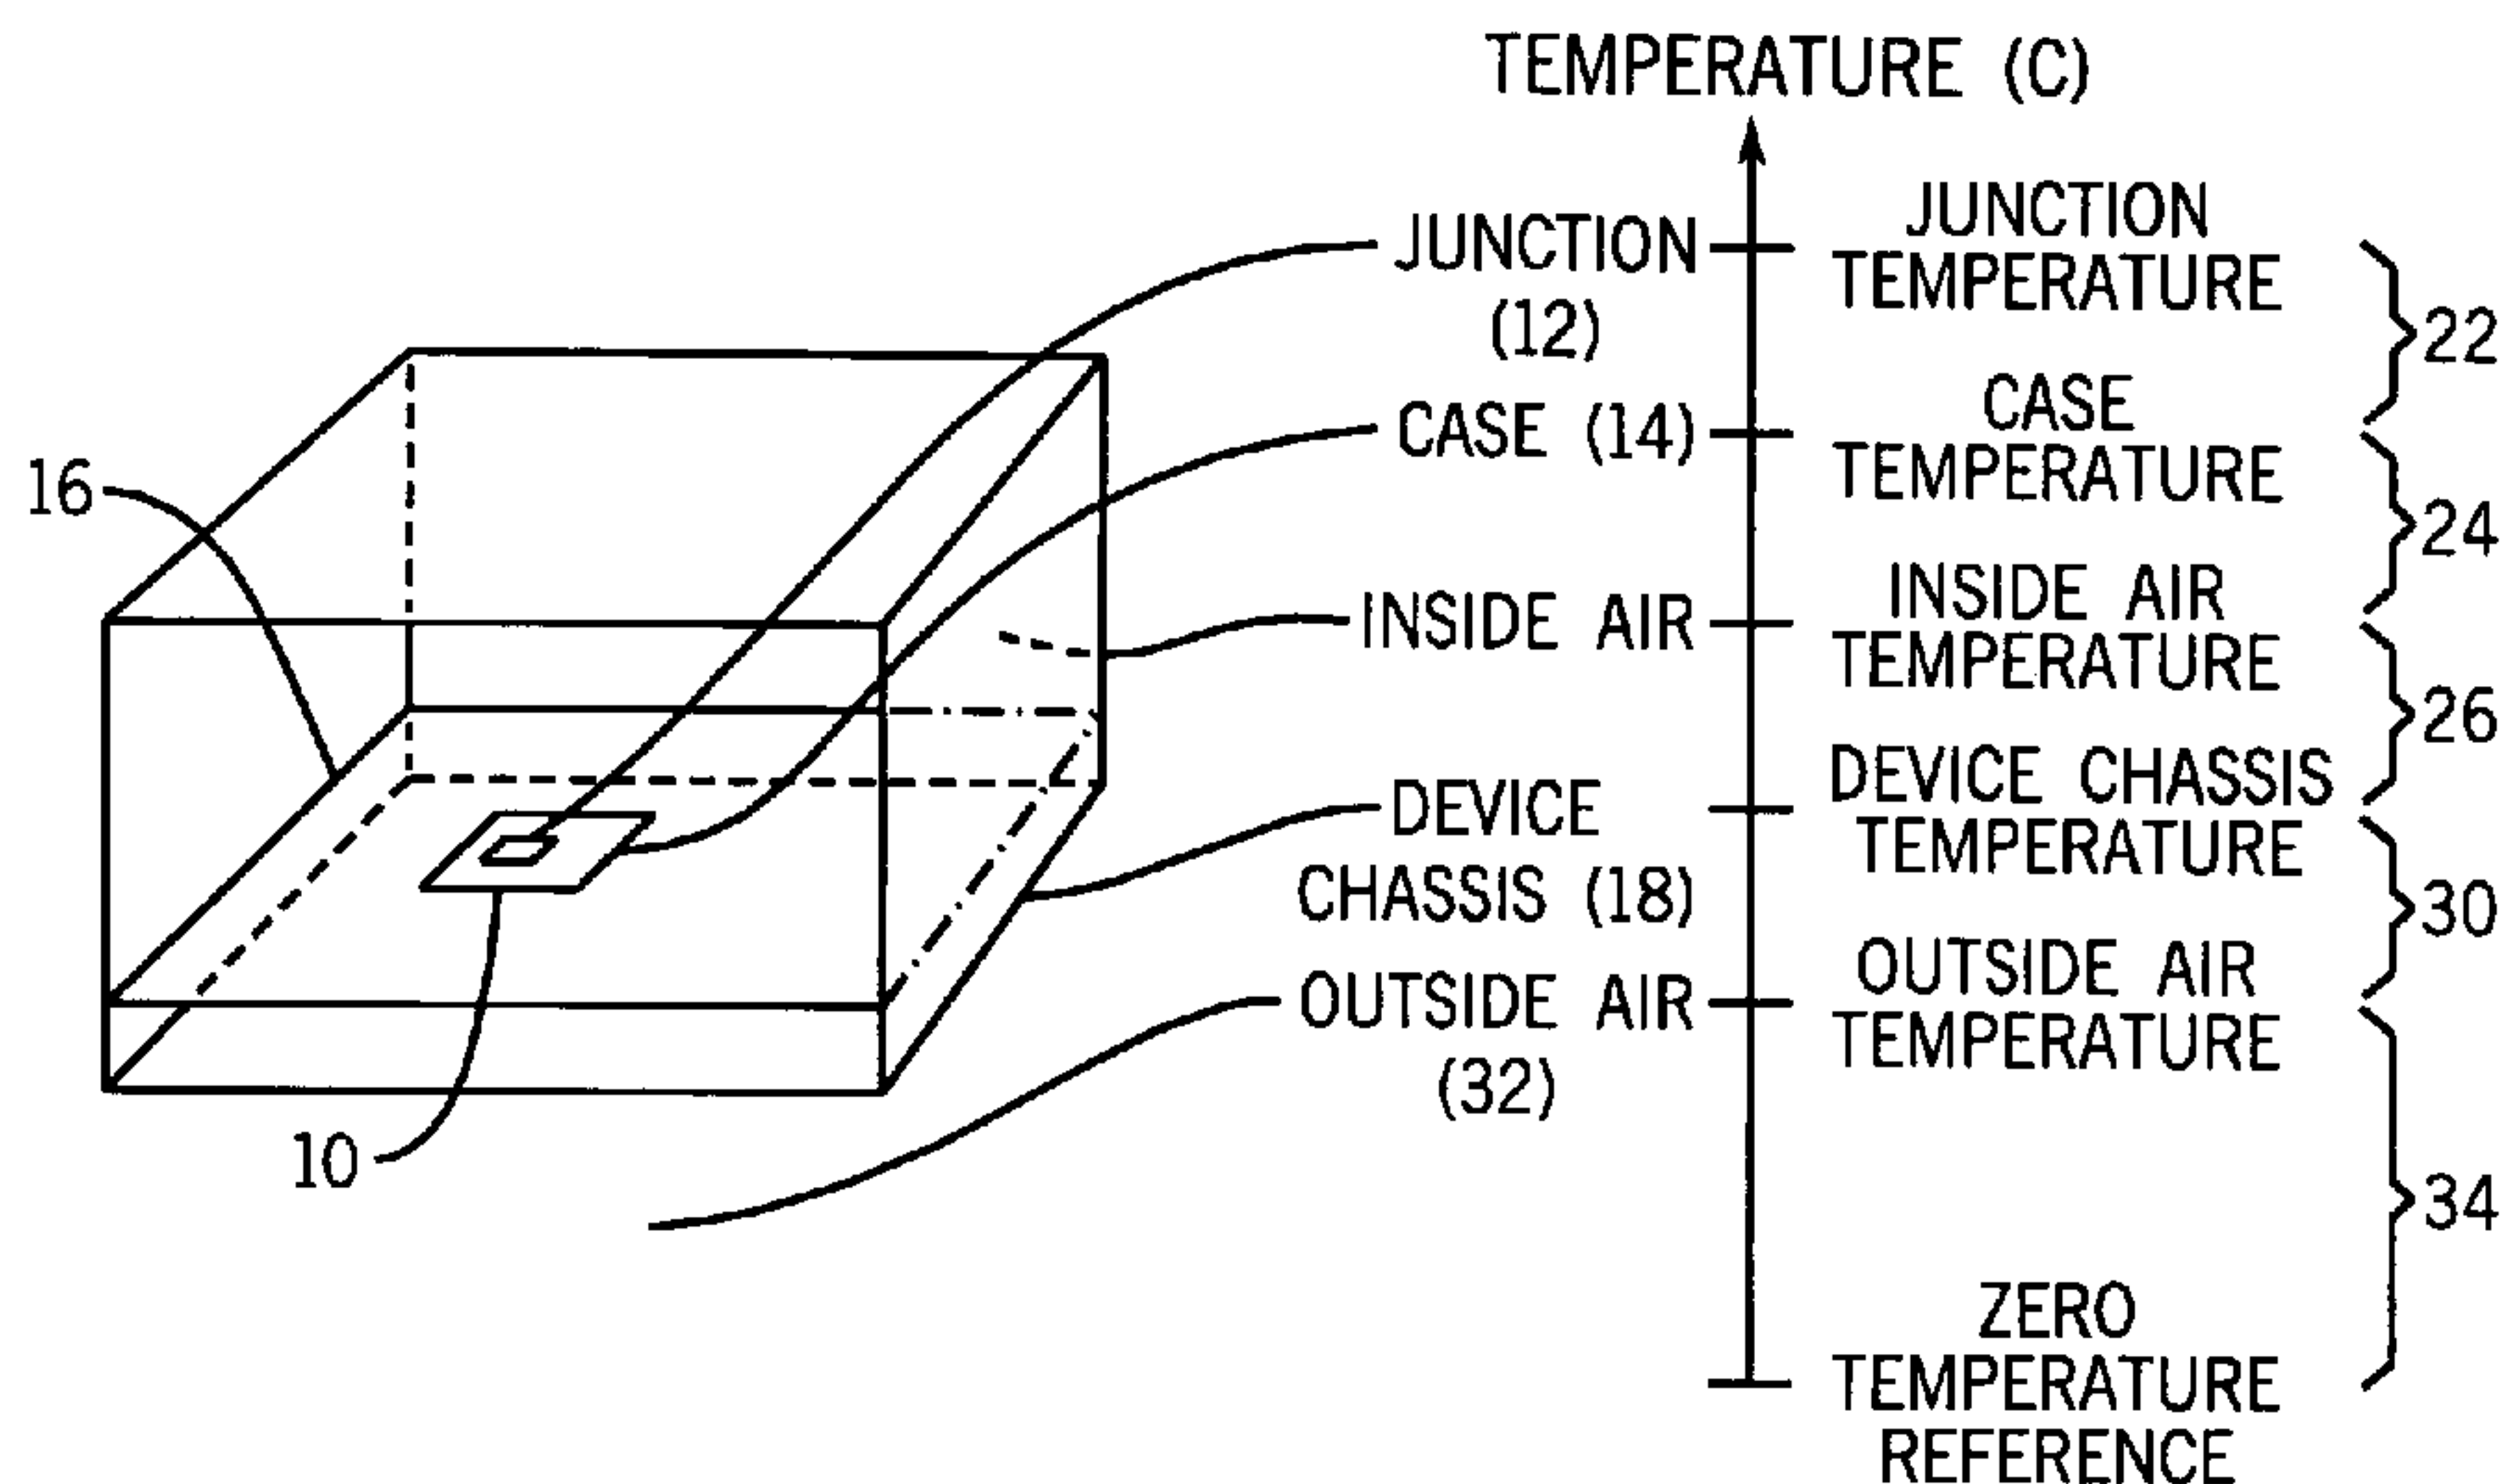 TEMPERATURE (C)
JUNCTION
(12)
CASE (14)
INSIDE AIR
DEVICE
CHASSIS (18)
OUTSIDE AIR
(32)
16
10
JUNCTION
TEMPERATURE
22
CASE
TEMPERATURE
24
INSIDE AIR
TEMPERATURE
26
DEVICE CHASSIS
TEMPERATURE
30
OUTSIDE AIR
TEMPERATURE
34
ZERO
TEMPERATURE
REFERENCE